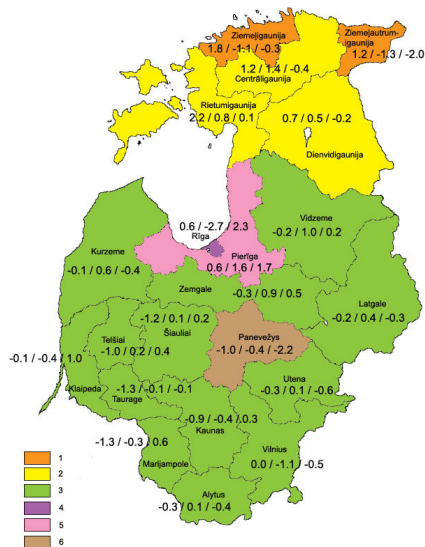 Ziemeļigaunija
1.8 / -1.1 / -0.3
Ziemeļautrum-
igaunija
1.2 / -1.3 / -2.0
1.2 / 1.4 / -0.4
Centrāligaunija
Rietumigaunija
2.2 / 0.8 / 0.1
0.7 / 0.5 / -0.2
Dienvidigaunija
0.6 / -2.7 / 2.3
Rīga
Vidzeme
-0.2 / 1.0 / 0.2
Kurzeme
-0.1 / 0.6 / -0.4
Pierīga
0.6 / 1.6 / 1.7
Zemgale
-0.3 / 0.9 / 0.5
Latgale
-0.2 / 0.4 / -0.3
-1.2 / 0.1 / 0.2
Šiauliai
Telšiai
-1.0 / 0.2 / 0.4
Panevežys
-1.0 / -0.4 / -2.2
-0.1 / -0.4 / 1.0
Klaipeda
-1.3 / -0.1 / -0.1
Taurage
Utena
-0.3 / 0.1 / -0.6
-0.9 / -0.4 / 0.3
Kaunas
-1.3 / -0.3 / 0.6
Marijampole
Vilnius
0.0 / -1.1 / -0.5
Alytus
-0.3 / 0.1 / -0.4
1
2
3
4
5
6